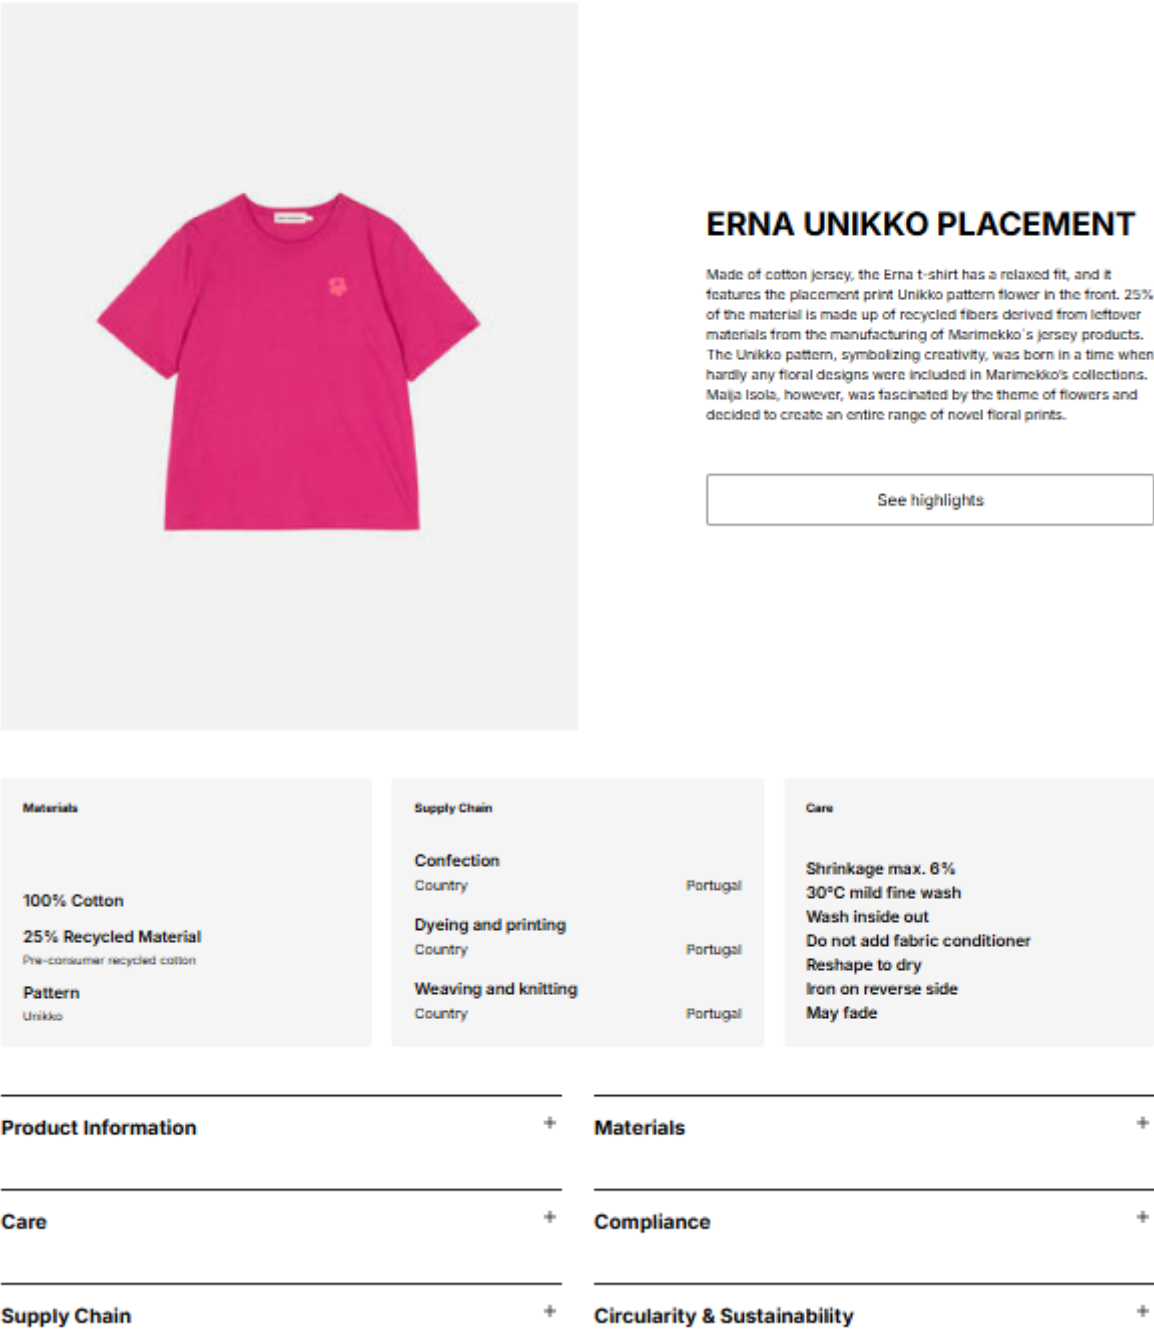 ERNA UNIKKO PLACEMENT
Made of cotton jersey, the Erna t-shirt has a relaxed fit, and it
features the placement print Unikko pattern flower in the front. 25%
of the material is made up of recycled fibers derived from leftover
materials from the manufacturing of Marimekko´s jersey products.
The Unikko pattern, symbolizing creativity, was born in a time when
hardly any floral designs were included in Marimekko's collections.
Maija Isola, however, was fascinated by the theme of flowers and
decided to create an entire range of novel floral prints.
See highlights
Materials
100% Cotton
25% Recycled Material
Pre-consumer recycled cotton
Pattern
Unikko
Supply Chain
Confection
Country Portugal
Dyeing and printing
Country Portugal
Weaving and knitting
Country Portugal
Care
Shrinkage max. 6%
30°C mild fine wash
Wash inside out
Do not add fabric conditioner
Reshape to dry
Iron on reverse side
May fade
Product Information +
Materials +
Care +
Compliance +
Supply Chain +
Circularity & Sustainability +